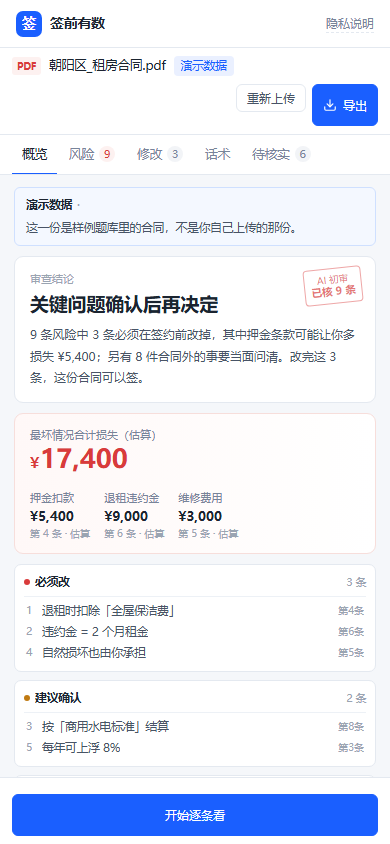 签 签前有数 隐私说明
PDF 朝阳区_租房合同.pdf 演示数据
重新上传 导出
概览 风险 9 修改 3 话术 待核实 6
演示数据 ·
这一份是样例题库里的合同，不是你自己上传的那份。
审查结论
AI 初审
已核 9 条
关键问题确认后再决定
9 条风险中 3 条必须在签约前改掉，其中押金条款可能让你多
损失 ¥5,400；另有 8 件合同外的事要当面问清。改完这 3
条，这份合同可以签。
最坏情况合计损失（估算）
¥17,400
押金扣款 退租违约金 维修费用
¥5,400 ¥9,000 ¥3,000
第 4 条 · 估算 第 6 条 · 估算 第 5 条 · 估算
必须改 3 条
1 退租时扣除「全屋保洁费」 第4条
2 违约金 = 2 个月租金 第6条
4 自然损坏也由你承担 第5条
建议确认 2 条
3 按「商用水电标准」结算 第8条
5 每年可上浮 8% 第3条
开始逐条看